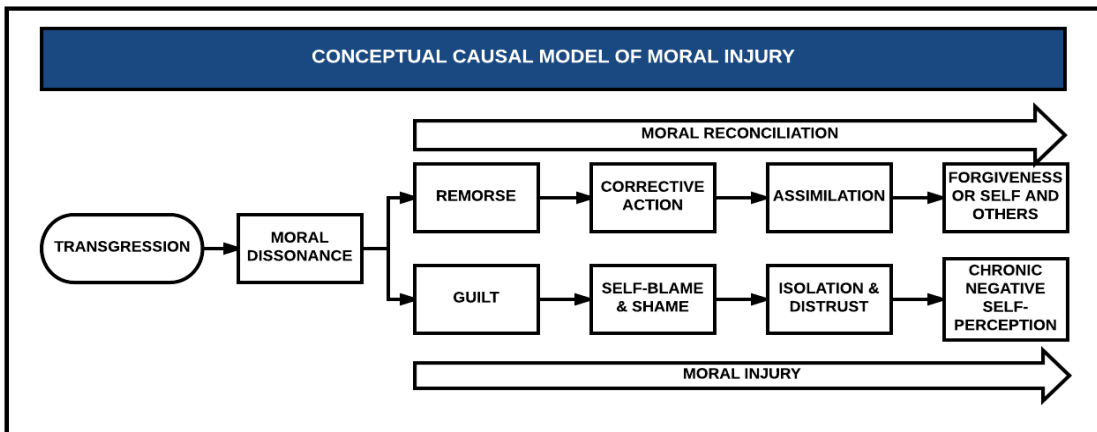 CONCEPTUAL CAUSAL MODEL OF MORAL INJURY
MORAL RECONCILIATION
REMORSE
CORRECTIVE
ACTION
ASSIMILATION
FORGIVENESS
OR SELF AND
OTHERS
TRANSGRESSION
MORAL
DISSONANCE
GUILT
SELF-BLAME
& SHAME
ISOLATION &
DISTRUST
CHRONIC
NEGATIVE
SELF-
PERCEPTION
MORAL INJURY